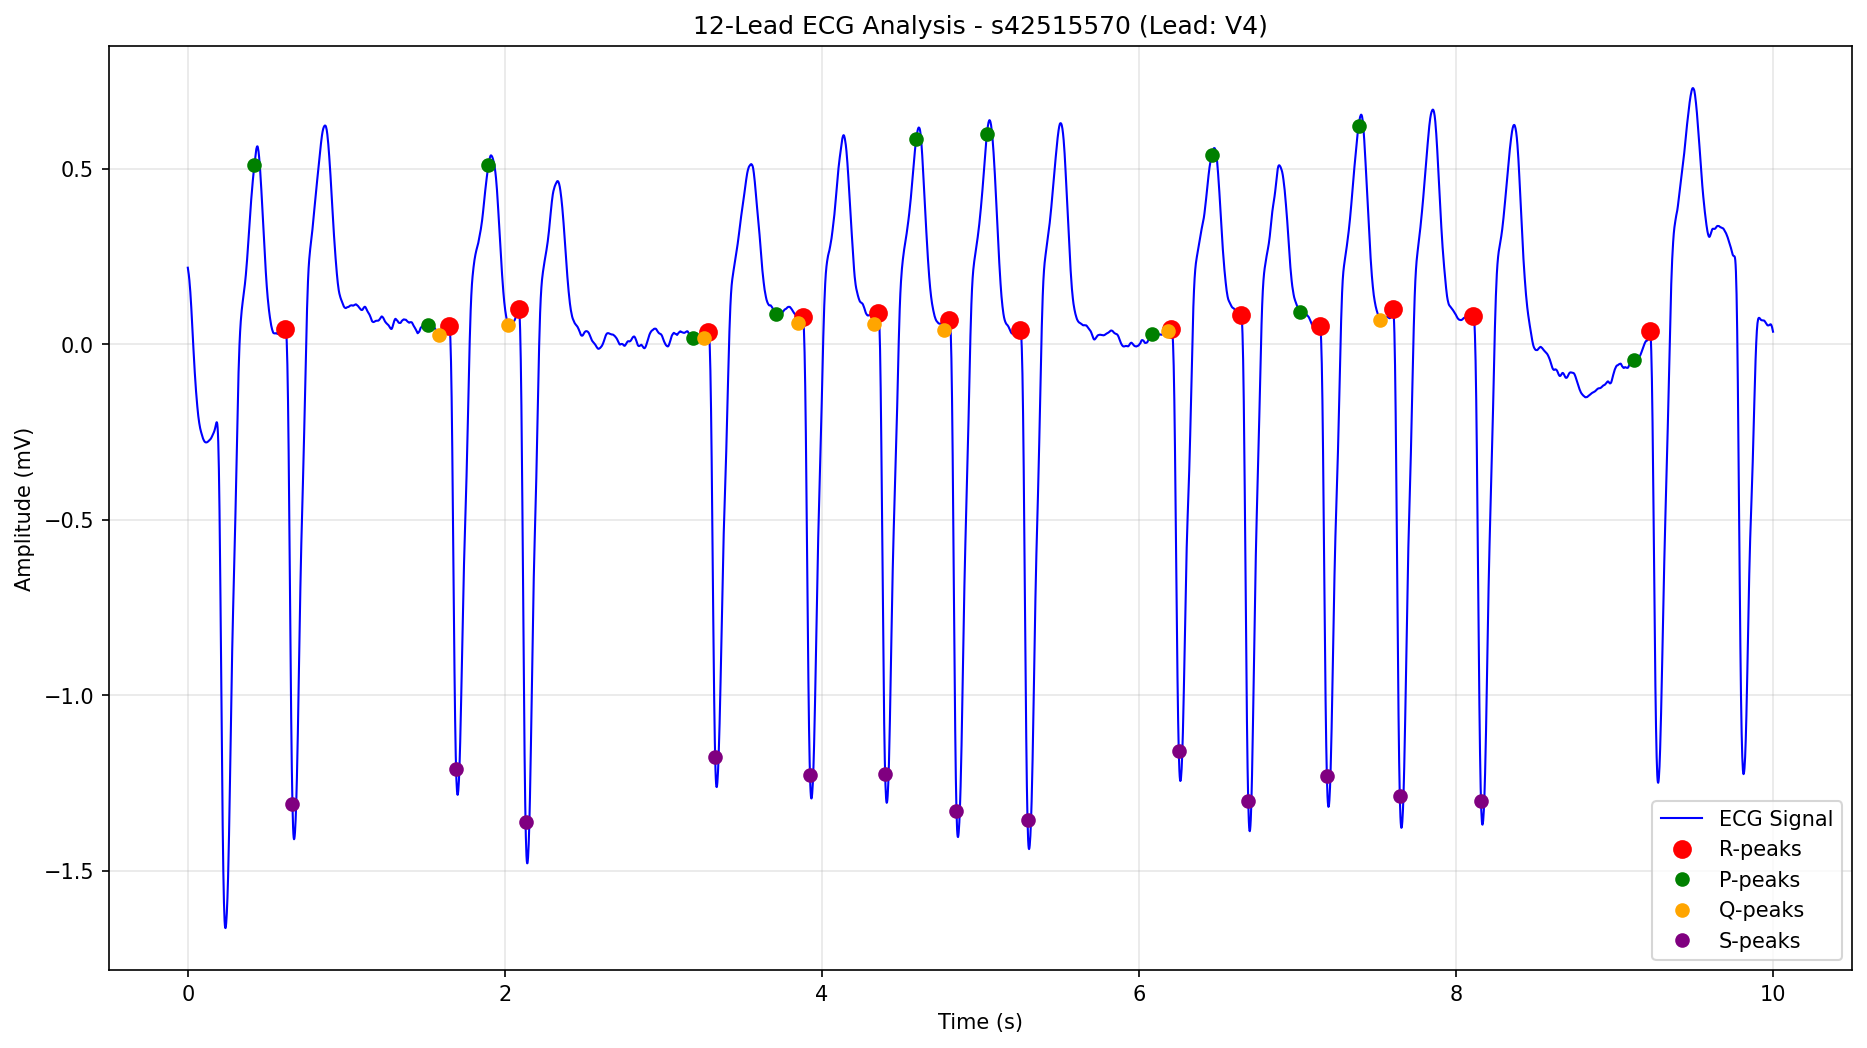 12-Lead ECG Analysis - s42515570 (Lead: V4)
Amplitude (mV)
0.5
0.0
−0.5
−1.0
−1.5
0
2
4
6
8
10
Time (s)
ECG Signal
R-peaks
P-peaks
Q-peaks
S-peaks